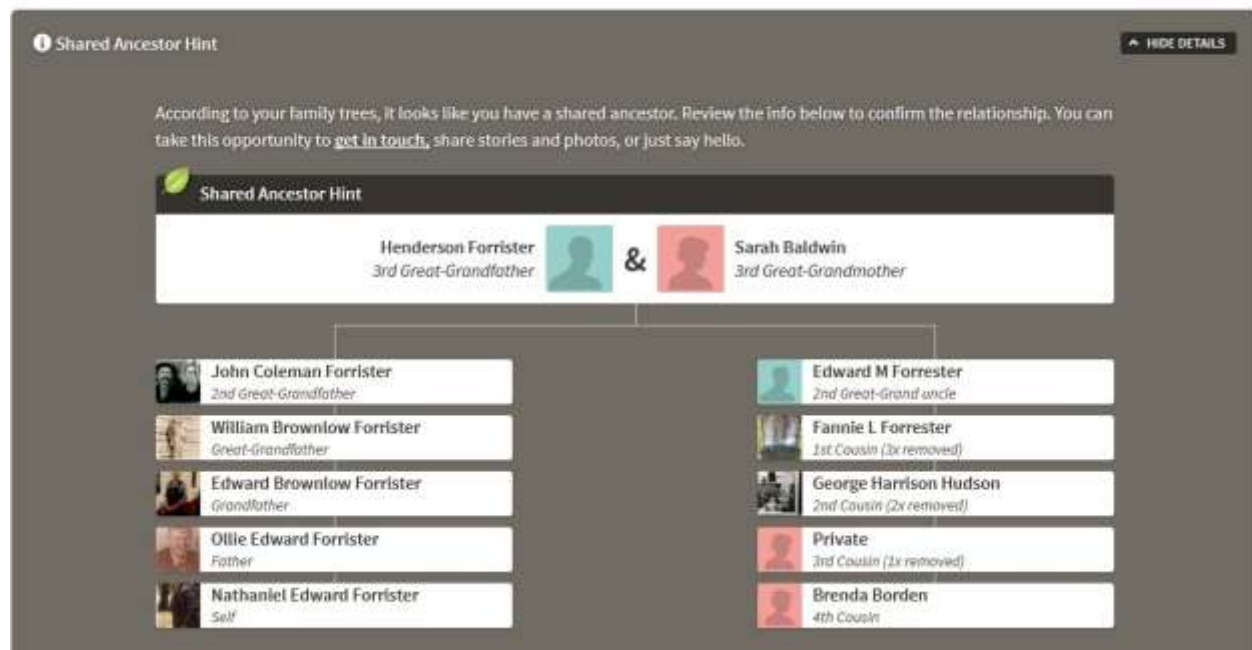 Shared Ancestor Hint
HIDE DETAILS
According to your family trees, it looks like you have a shared ancestor. Review the info below to confirm the relationship. You can
take this opportunity to get in touch, share stories and photos, or just say hello.
Shared Ancestor Hint
Henderson Forrister
3rd Great-Grandfather
&
Sarah Baldwin
3rd Great-Grandmother
John Coleman Forrister
2nd Great-Grandfather
William Brownlow Forrister
Great-Grandfather
Edward Brownlow Forrister
Grandfather
Ollie Edward Forrister
Father
Nathaniel Edward Forrister
Self
Edward M Forrester
2nd Great-Grand uncle
Fannie L Forrester
1st Cousin (3x removed)
George Harrison Hudson
2nd Cousin (2x removed)
Private
3rd Cousin (1x removed)
Brenda Borden
4th Cousin